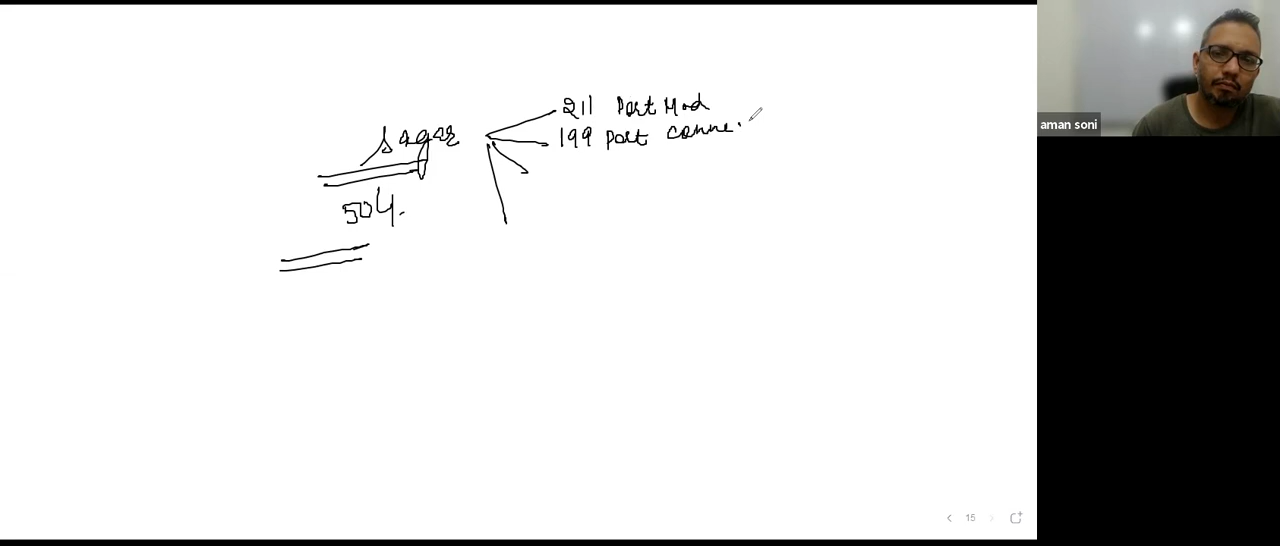 211 Port Mod
sagar
199 Port Conne.
504.
aman soni
15